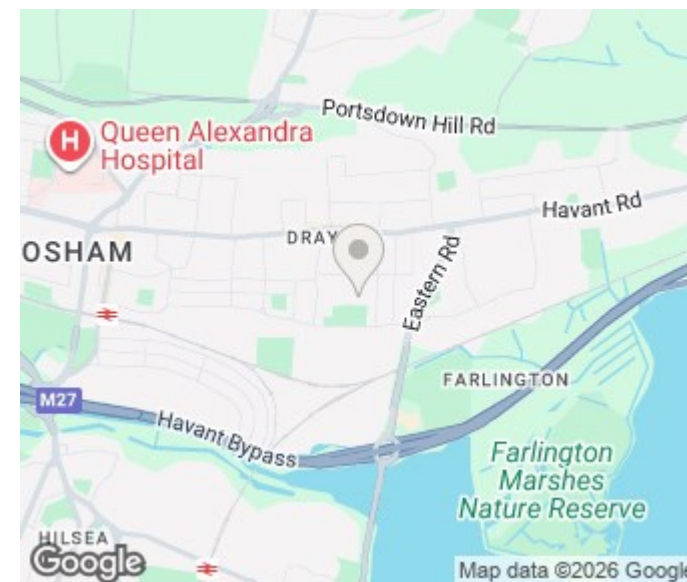 Portsdown Hill Rd
H
Queen Alexandra
Hospital
Havant Rd
DRAY
OSHAM
Eastern Rd
FARLINGTON
M27
Havant Bypass
Farlington
Marshes
Nature Reserve
HILSEA
Google
Map data ©2026 Google